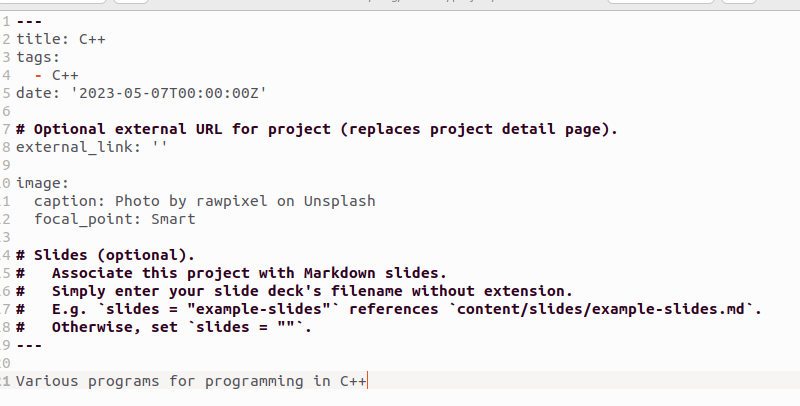 1 ---
2 title: C++
3 tags:
4   - C++
5 date: '2023-05-07T00:00:00Z'
6
7 # Optional external URL for project (replaces project detail page).
8 external_link: ''
9
0
image:
1   caption: Photo by rawpixel on Unsplash
2   focal_point: Smart
3
4 # Slides (optional).
5 #   Associate this project with Markdown slides.
6 #   Simply enter your slide deck's filename without extension.
7 #   E.g. `slides = "example-slides"` references `content/slides/example-slides.md`.
8 #   Otherwise, set `slides = ""`.
9 ---
0
1 Various programs for programming in C++